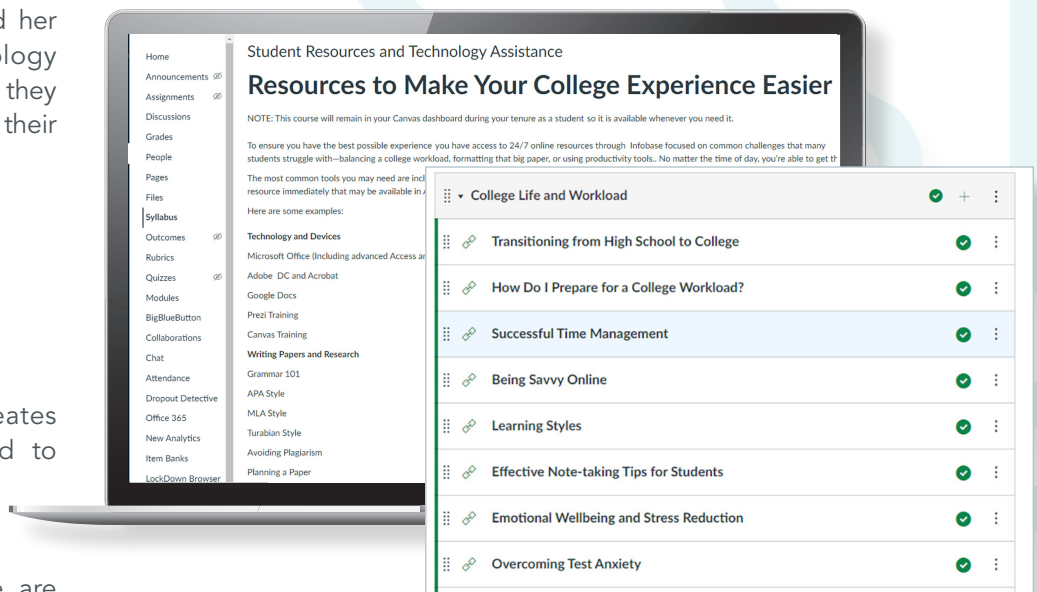 d her
ology
they
their
eates
d to
e are
Home
Announcements
Assignments
Discussions
Grades
People
Pages
Files
Syllabus
Outcomes
Rubrics
Quizzes
Modules
BigBlueButton
Collaborations
Chat
Attendance
Dropout Detective
Office 365
New Analytics
Item Banks
LockDown Browser
Student Resources and Technology Assistance
Resources to Make Your College Experience Easier
NOTE: This course will remain in your Canvas dashboard during your tenure as a student so it is available whenever you need it.
To ensure you have the best possible experience you have access to 24/7 online resources through Infobase focused on common challenges that many
students struggle with—balancing a college workload, formatting that big paper, or using productivity tools.. No matter the time of day, you're able to get th
The most common tools you may need are incl
resource immediately that may be available in
Here are some examples:
Technology and Devices
Microsoft Office (Including advanced Access an
Adobe DC and Acrobat
Google Docs
Prezi Training
Canvas Training
Writing Papers and Research
Grammar 101
APA Style
MLA Style
Turabian Style
Avoiding Plagiarism
Planning a Paper
College Life and Workload
Transitioning from High School to College
How Do I Prepare for a College Workload?
Successful Time Management
Being Savvy Online
Learning Styles
Effective Note-taking Tips for Students
Emotional Wellbeing and Stress Reduction
Overcoming Test Anxiety